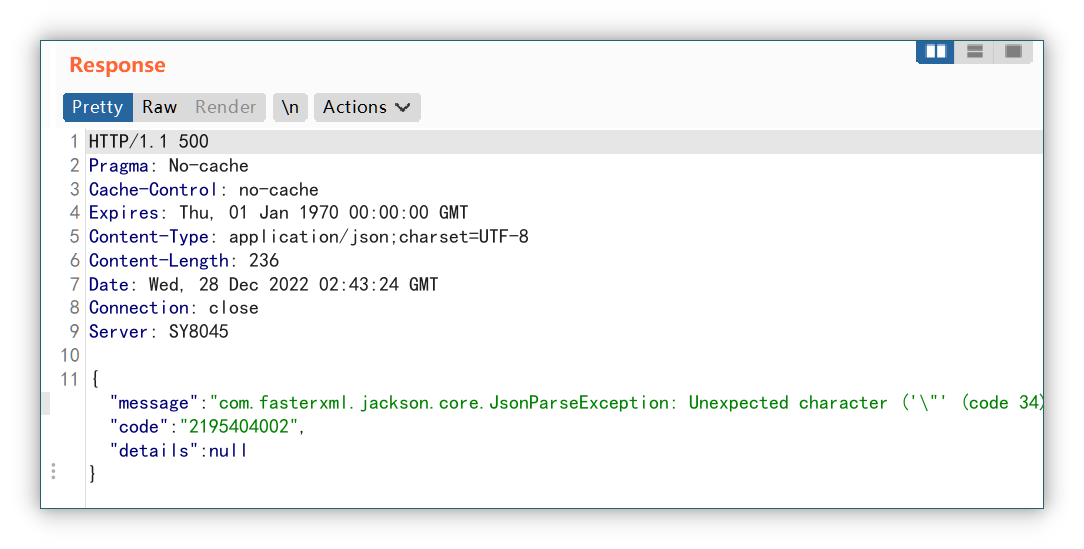 Response
Pretty Raw Render \n Actions
1 HTTP/1.1 500
2 Pragma: No-cache
3 Cache-Control: no-cache
4 Expires: Thu, 01 Jan 1970 00:00:00 GMT
5 Content-Type: application/json;charset=UTF-8
6 Content-Length: 236
7 Date: Wed, 28 Dec 2022 02:43:24 GMT
8 Connection: close
9 Server: SY8045
10
11 {
"message":"com.fasterxml.jackson.core.JsonParseException: Unexpected character ('\"' (code 34)
"code":"2195404002",
"details":null
}